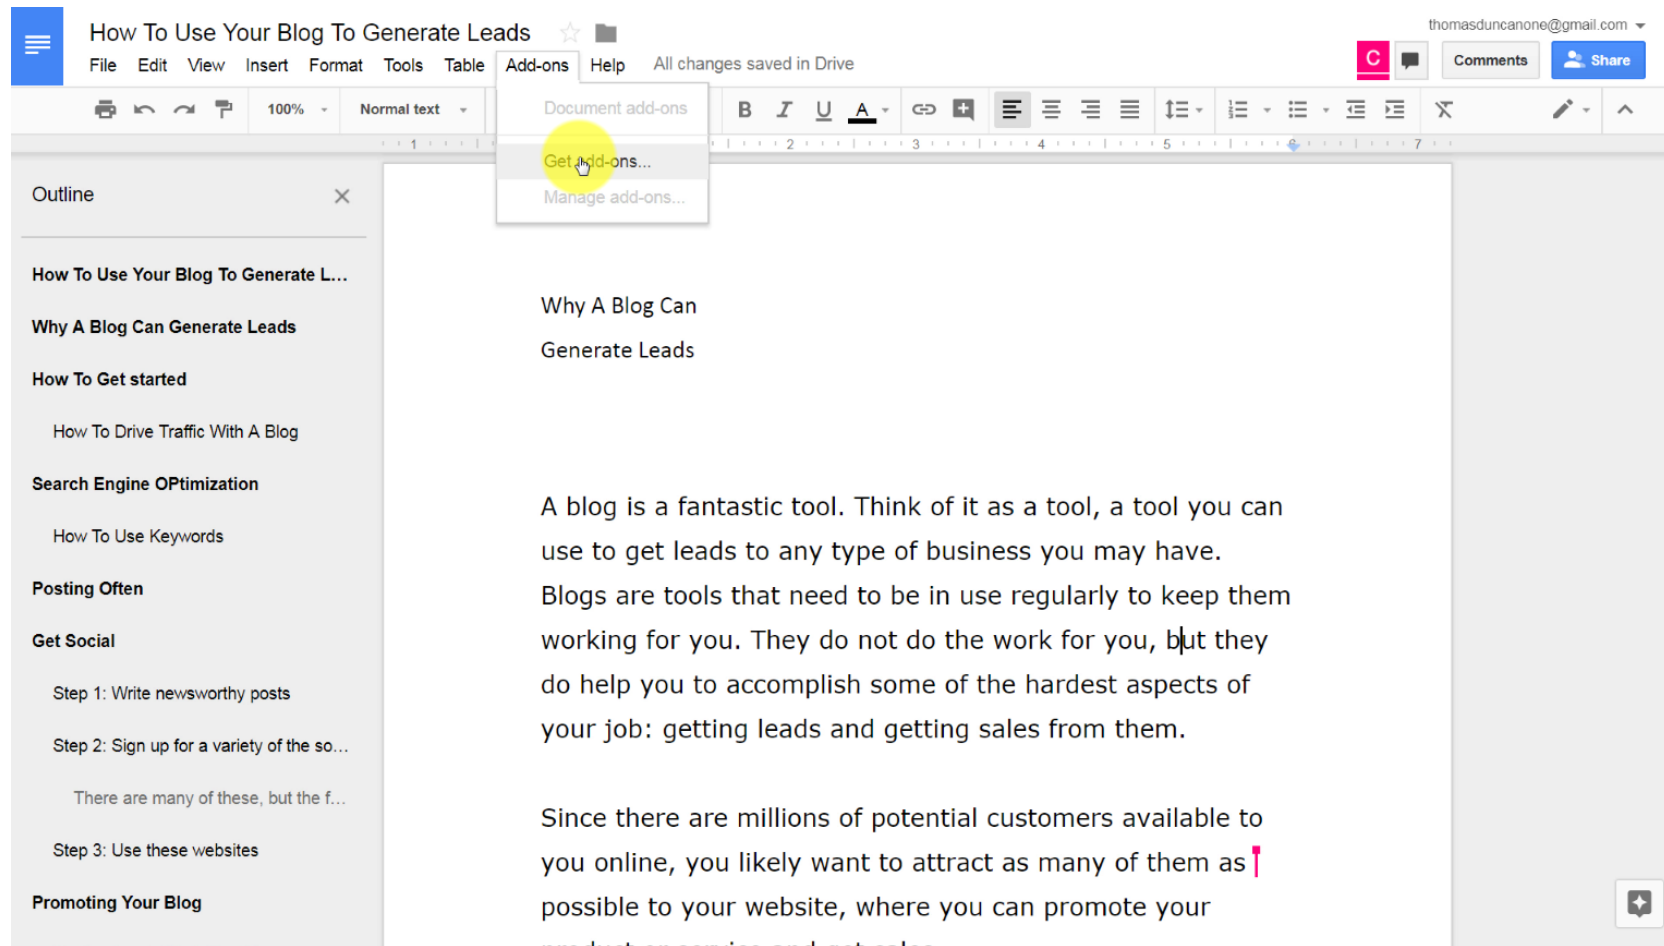 How To Use Your Blog To Generate Leads
thomasduncanone@gmail.com
File Edit View Insert Format Tools Table Add-ons Help All changes saved in Drive
C Comments Share
100% Normal text B I U A
Document add-ons
Get add-ons...
Manage add-ons...
1 2 3 4 5 6 7
Outline
How To Use Your Blog To Generate L...
Why A Blog Can Generate Leads
How To Get started
How To Drive Traffic With A Blog
Search Engine OPtimization
How To Use Keywords
Posting Often
Get Social
Step 1: Write newsworthy posts
Step 2: Sign up for a variety of the so...
There are many of these, but the f...
Step 3: Use these websites
Promoting Your Blog
Why A Blog Can
Generate Leads
A blog is a fantastic tool. Think of it as a tool, a tool you can
use to get leads to any type of business you may have.
Blogs are tools that need to be in use regularly to keep them
working for you. They do not do the work for you, but they
do help you to accomplish some of the hardest aspects of
your job: getting leads and getting sales from them.
Since there are millions of potential customers available to
you online, you likely want to attract as many of them as
possible to your website, where you can promote your